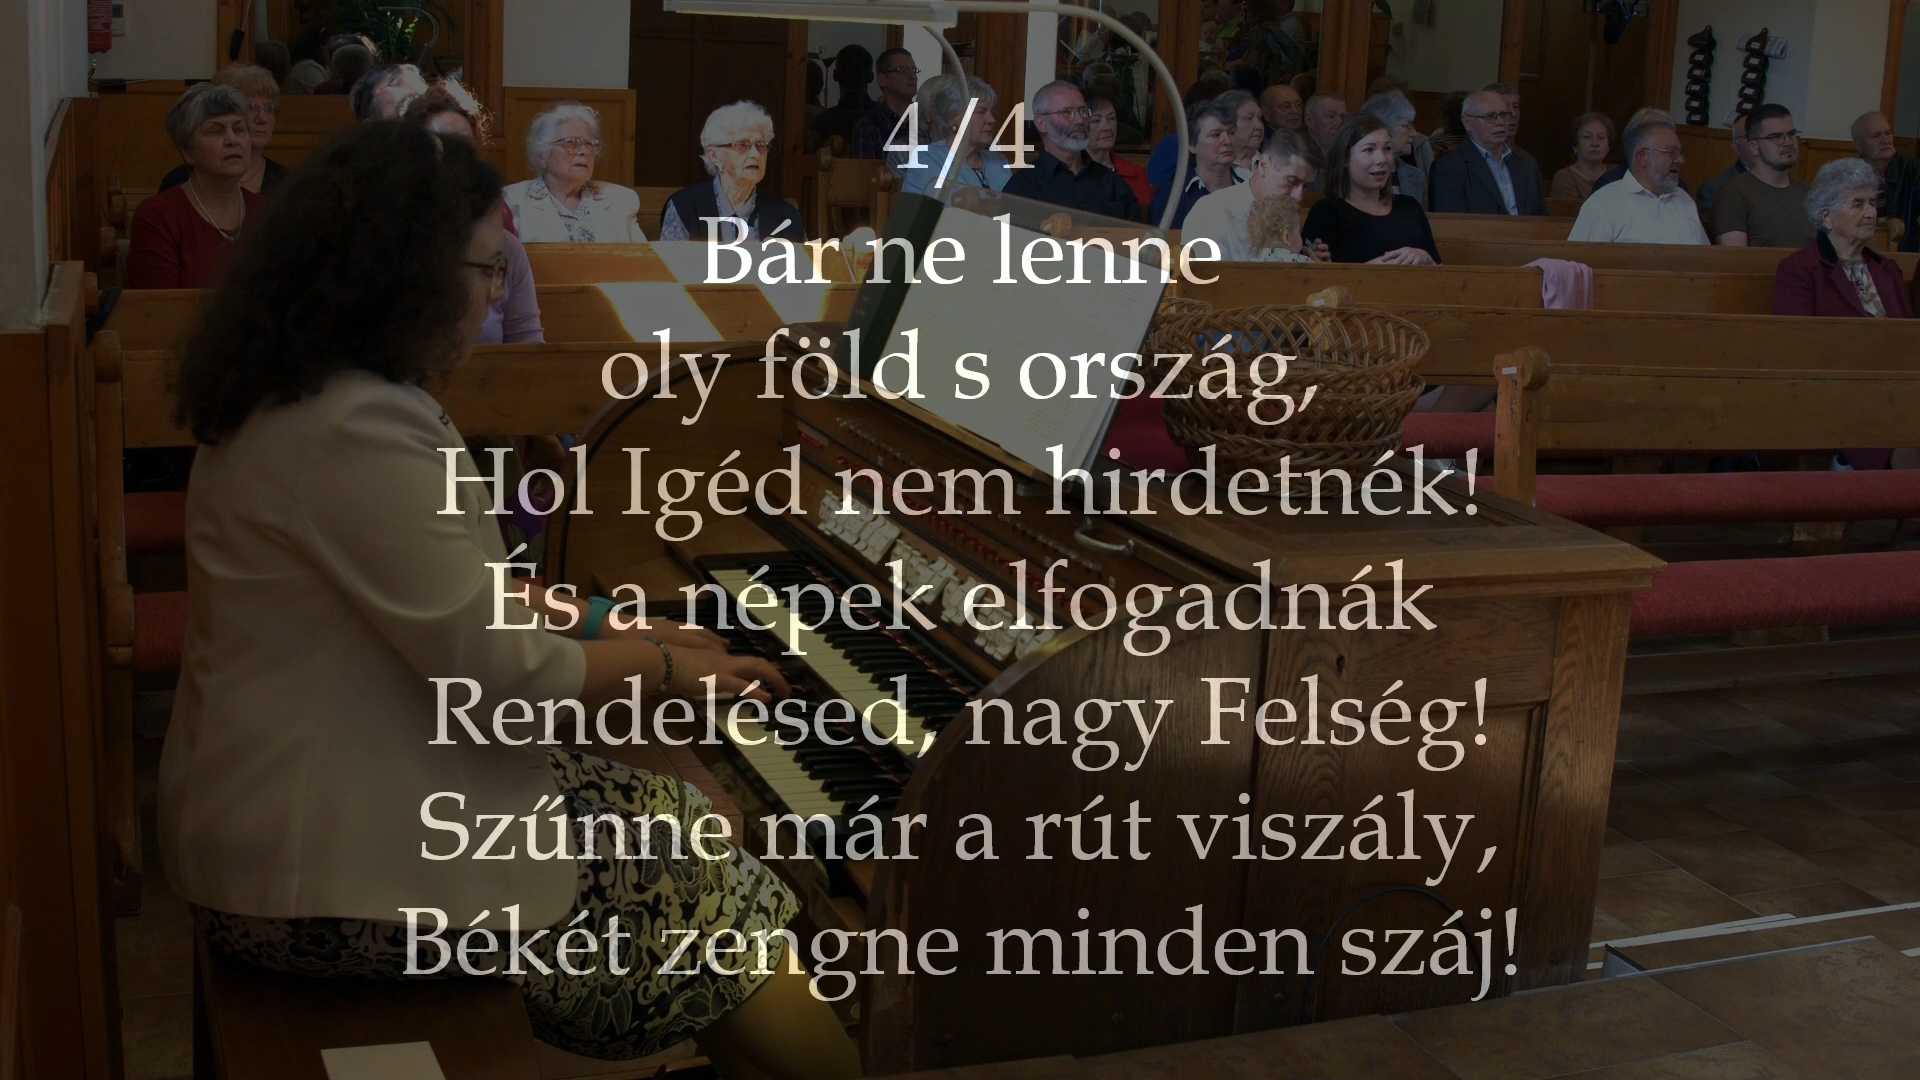 4/4
Bár ne lenne
oly föld s ország,
Hol Igéd nem hirdetnék!
És a népek elfogadnák
Rendelésed, nagy Felség!
Szűnne már a rút viszály,
Békét zengne minden száj!